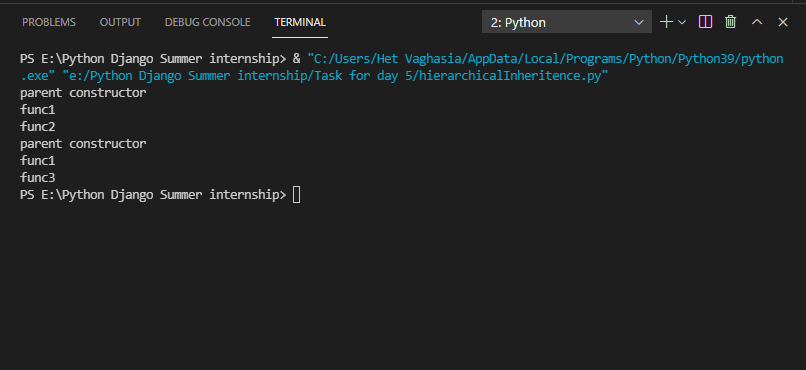 PROBLEMS OUTPUT DEBUG CONSOLE TERMINAL 2: Python
PS E:\Python Django Summer internship> & "C:/Users/Het Vaghasia/AppData/Local/Programs/Python/Python39/python
.exe" "e:/Python Django Summer internship/Task for day 5/hierarchicalInheritence.py"
parent constructor
func1
func2
parent constructor
func1
func3
PS E:\Python Django Summer internship>